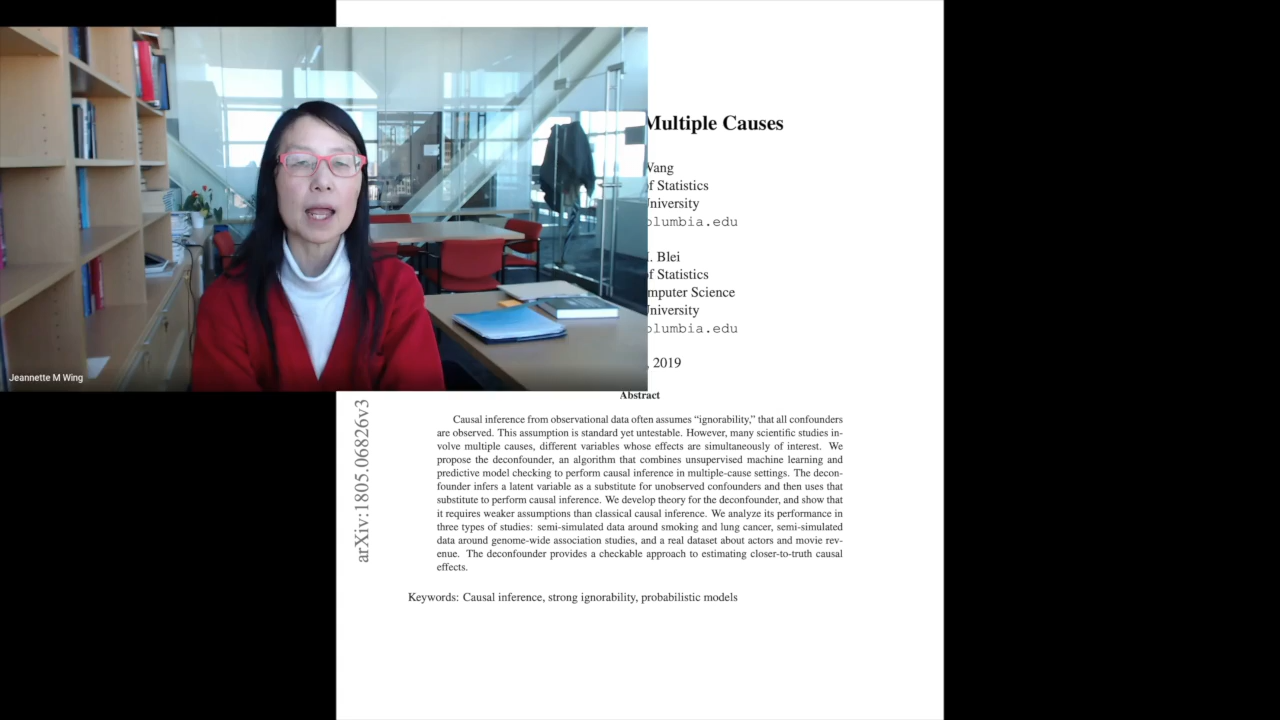 Multiple Causes
Wang
of Statistics
University
olumbia.edu
Blei
of Statistics
mputer Science
University
olumbia.edu
, 2019
Jeannette M Wing
Abstract
Causal inference from observational data often assumes “ignorability,” that all confounders
are observed. This assumption is standard yet untestable. However, many scientific studies in-
volve multiple causes, different variables whose effects are simultaneously of interest. We
propose the deconfounder, an algorithm that combines unsupervised machine learning and
predictive model checking to perform causal inference in multiple-cause settings. The decon-
founder infers a latent variable as a substitute for unobserved confounders and then uses that
substitute to perform causal inference. We develop theory for the deconfounder, and show that
it requires weaker assumptions than classical causal inference. We analyze its performance in
three types of studies: semi-simulated data around smoking and lung cancer, semi-simulated
data around genome-wide association studies, and a real dataset about actors and movie rev-
enue. The deconfounder provides a checkable approach to estimating closer-to-truth causal
effects.
Keywords: Causal inference, strong ignorability, probabilistic models
arXiv:1805.06826v3